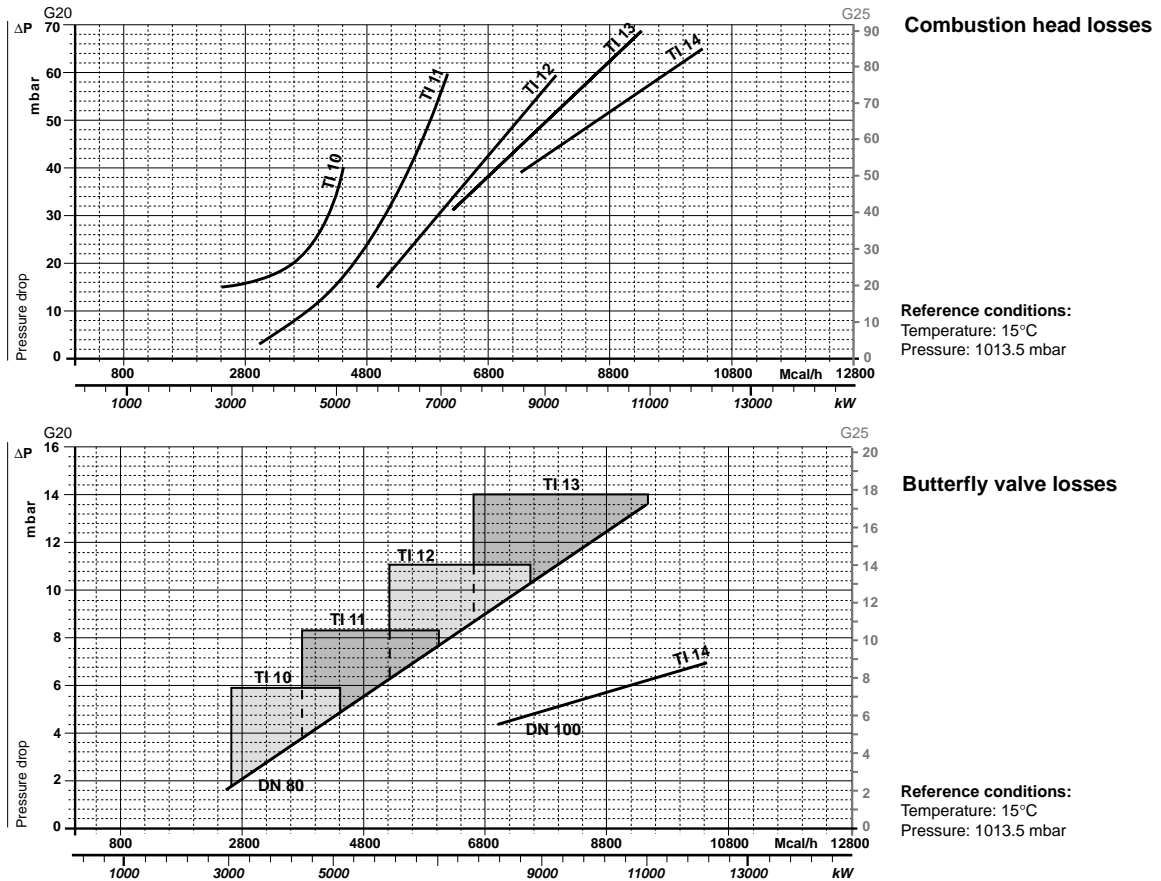 G20
G25
ΔP
mbar
Pressure drop
70
60
50
40
30
20
10
0
90
80
70
60
50
40
30
20
10
0
TI 10
TI 11
TI 12
TI 13
TI 14
800 2800 4800 6800 8800 10800 Mcal/h 12800
1000 3000 5000 7000 9000 11000 13000 kW
Combustion head losses
Reference conditions:
Temperature: 15°C
Pressure: 1013.5 mbar
G20
G25
ΔP
mbar
Pressure drop
16
14
12
10
8
6
4
2
0
20
18
16
14
12
10
8
6
4
2
0
TI 13
TI 12
TI 11
TI 10
TI 14
DN 100
DN 80
800 2800 4800 6800 8800 10800 Mcal/h 12800
1000 3000 5000 9000 11000 13000 kW
Butterfly valve losses
Reference conditions:
Temperature: 15°C
Pressure: 1013.5 mbar